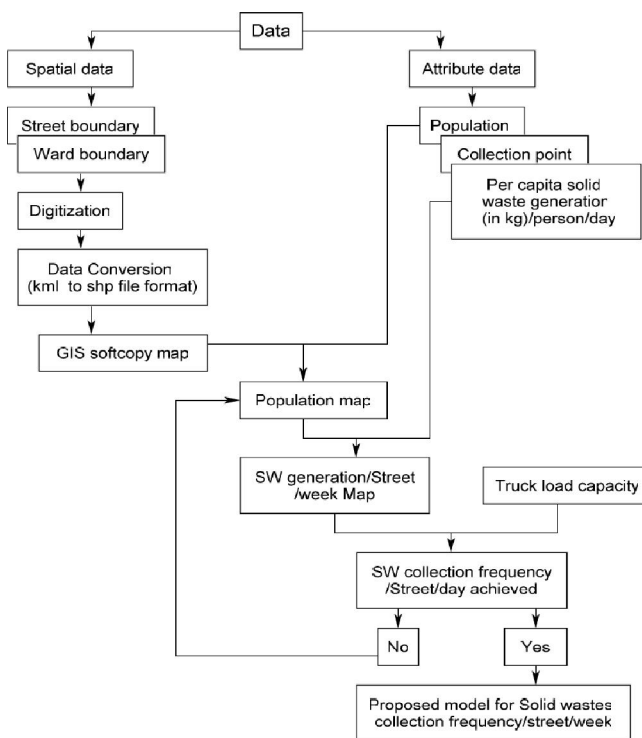 Data
Spatial data
Attribute data
Street boundary
Ward boundary
Population
Collection point
Per capita solid
waste generation
(in kg)/person/day
Digitization
Data Conversion
(kml to shp file format)
GIS softcopy map
Population map
SW generation/Street
/week Map
Truck load capacity
SW collection frequency
/Street/day achieved
No
Yes
Proposed model for Solid wastes
collection frequency/street/week